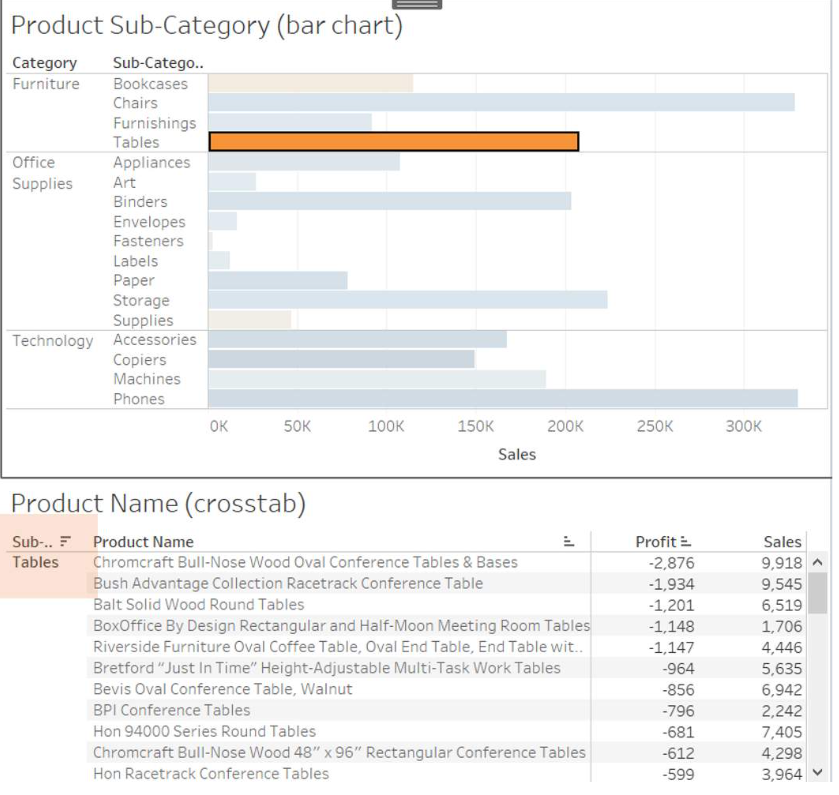 Product Sub-Category (bar chart)
Category Sub-Catego..
Furniture Bookcases
Chairs
Furnishings
Tables
Office Supplies Appliances
Art
Binders
Envelopes
Fasteners
Labels
Paper
Storage
Supplies
Technology Accessories
Copiers
Machines
Phones
0K 50K 100K 150K 200K 250K 300K
Sales
Product Name (crosstab)
Sub-.. Product Name Profit Sales
Tables Chromcraft Bull-Nose Wood Oval Conference Tables & Bases -2,876 9,918
Bush Advantage Collection Racetrack Conference Table -1,934 9,545
Balt Solid Wood Round Tables -1,201 6,519
BoxOffice By Design Rectangular and Half-Moon Meeting Room Tables -1,148 1,706
Riverside Furniture Oval Coffee Table, Oval End Table, End Table wit.. -1,147 4,446
Bretford “Just In Time” Height-Adjustable Multi-Task Work Tables -964 5,635
Bevis Oval Conference Table, Walnut -856 6,942
BPI Conference Tables -796 2,242
Hon 94000 Series Round Tables -681 7,405
Chromcraft Bull-Nose Wood 48” x 96” Rectangular Conference Tables -612 4,298
Hon Racetrack Conference Tables -599 3,964